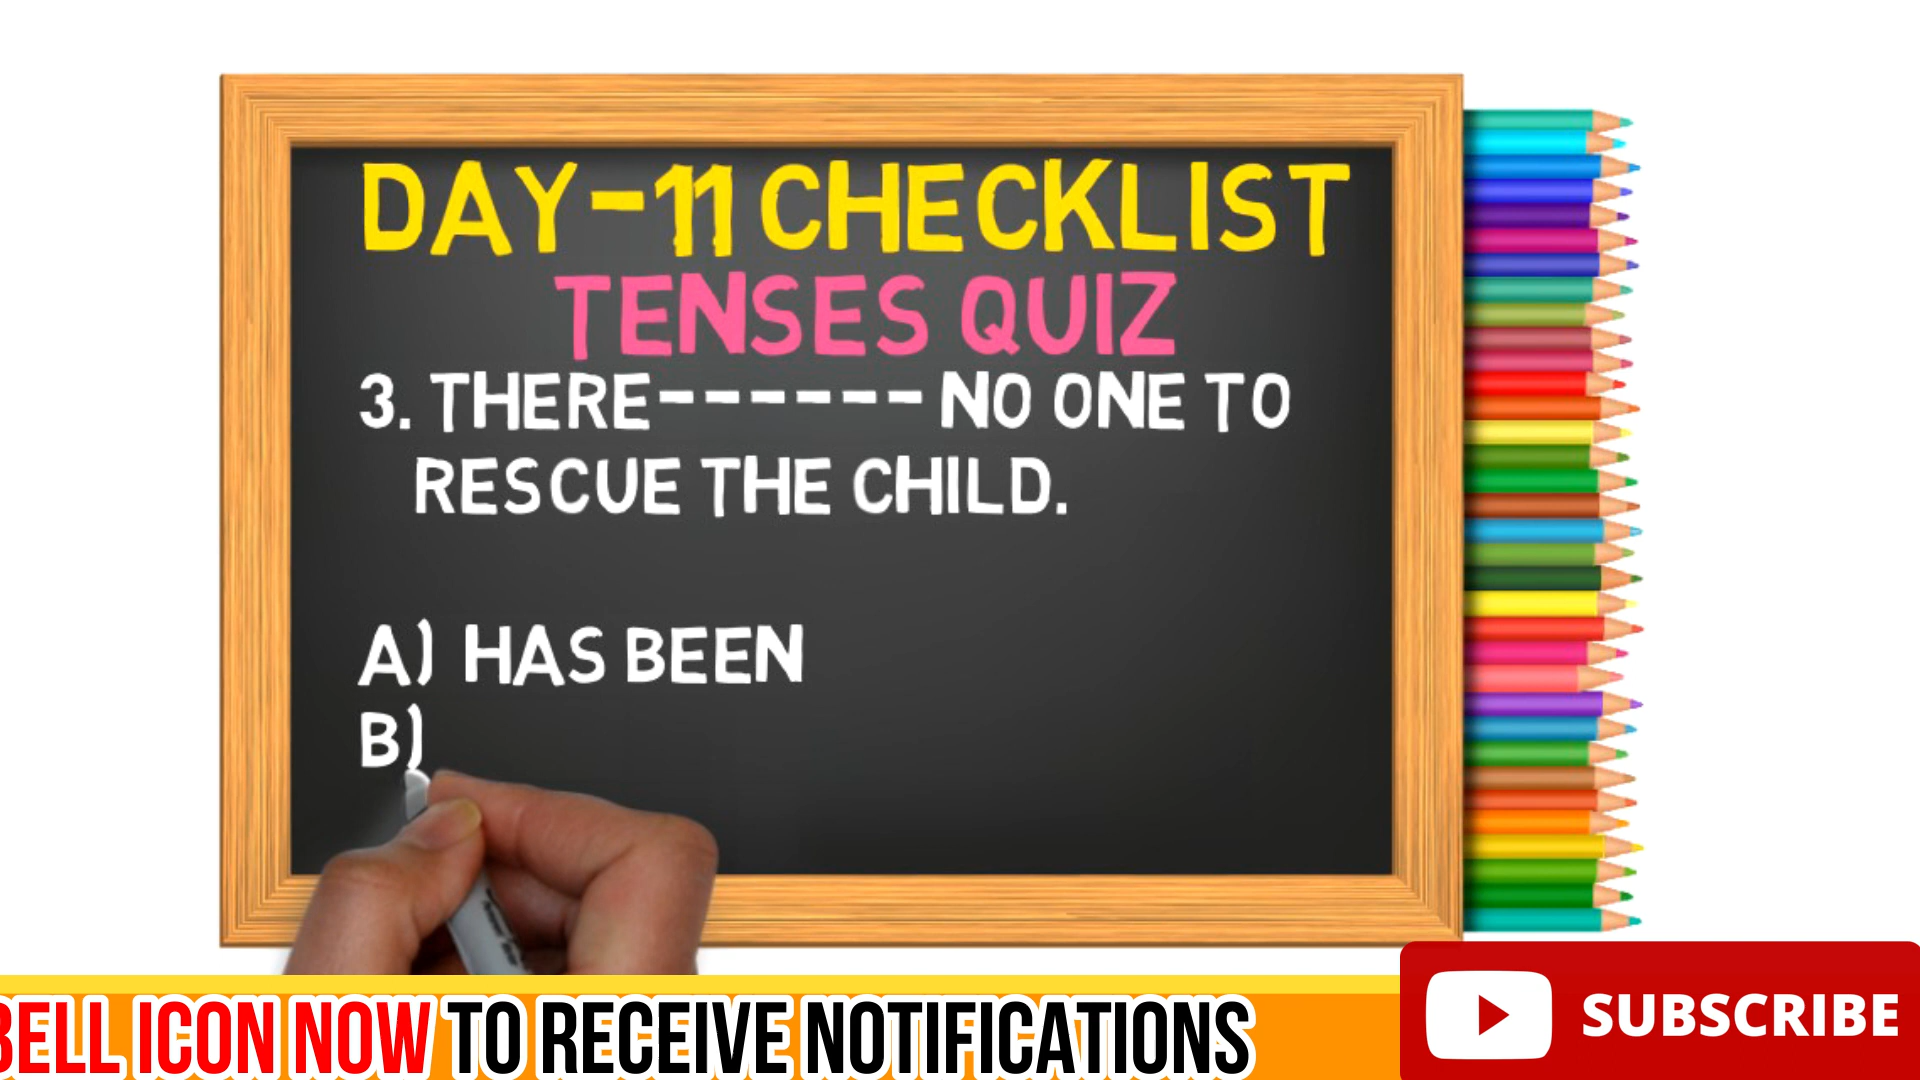 DAY-11 CHECKLIST
TENSES QUIZ
3. THERE------ NO ONE TO
RESCUE THE CHILD.
A) HAS BEEN
B)
BELL ICON NOW TO RECEIVE NOTIFICATIONS
SUBSCRIBE